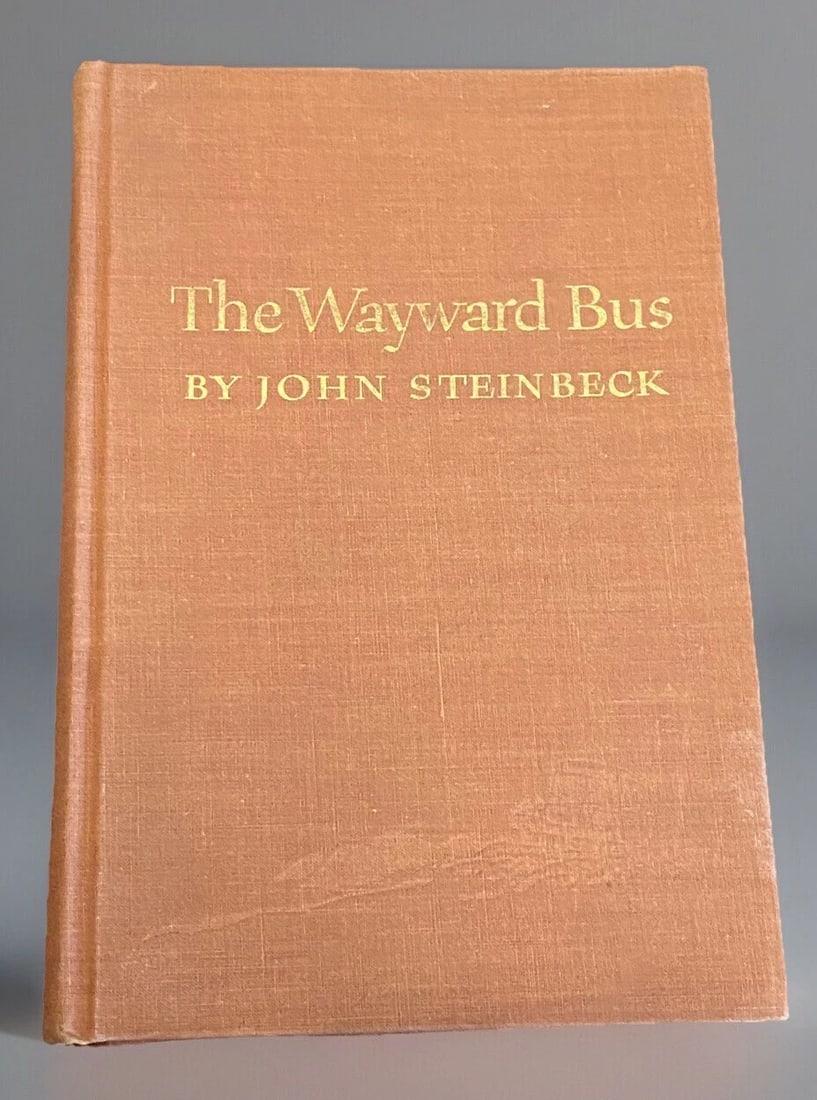 The Wayward Bus
BY JOHN STEINBECK